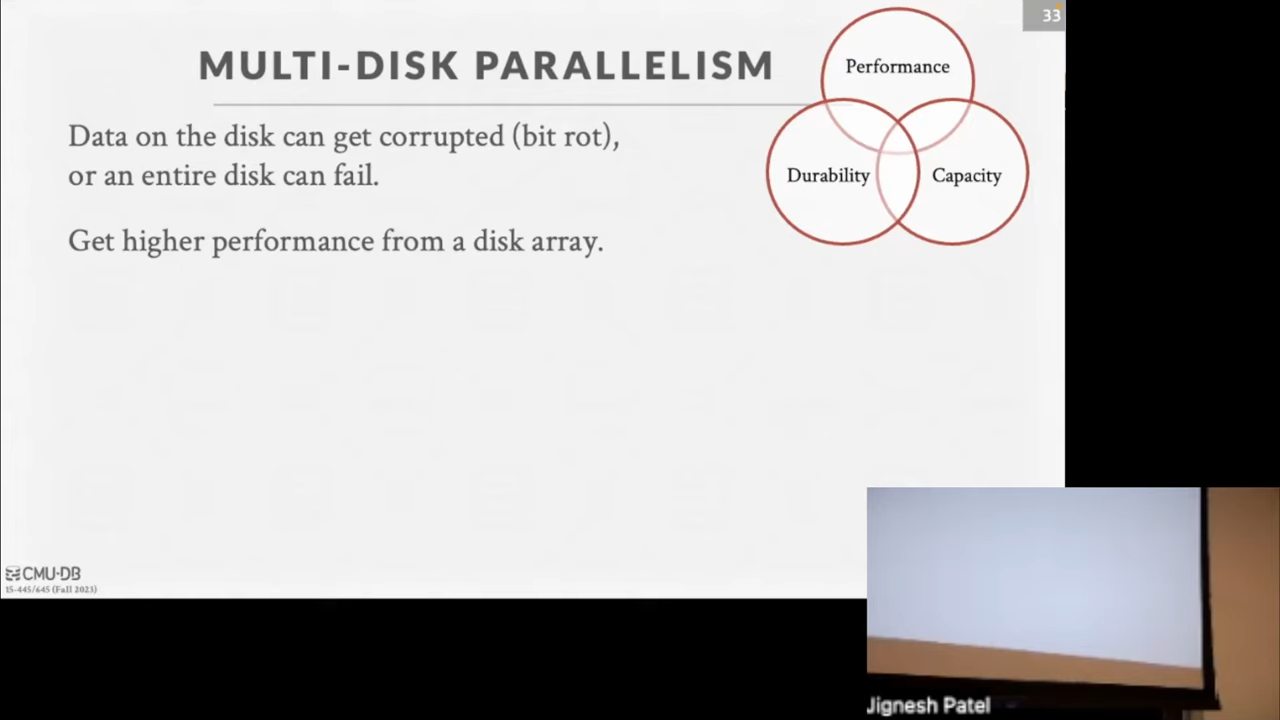 33
MULTI-DISK PARALLELISM
Performance
Durability
Capacity
Data on the disk can get corrupted (bit rot),
or an entire disk can fail.
Get higher performance from a disk array.
CMU·DB
15-445/645 (Fall 2023)
Jignesh Patel